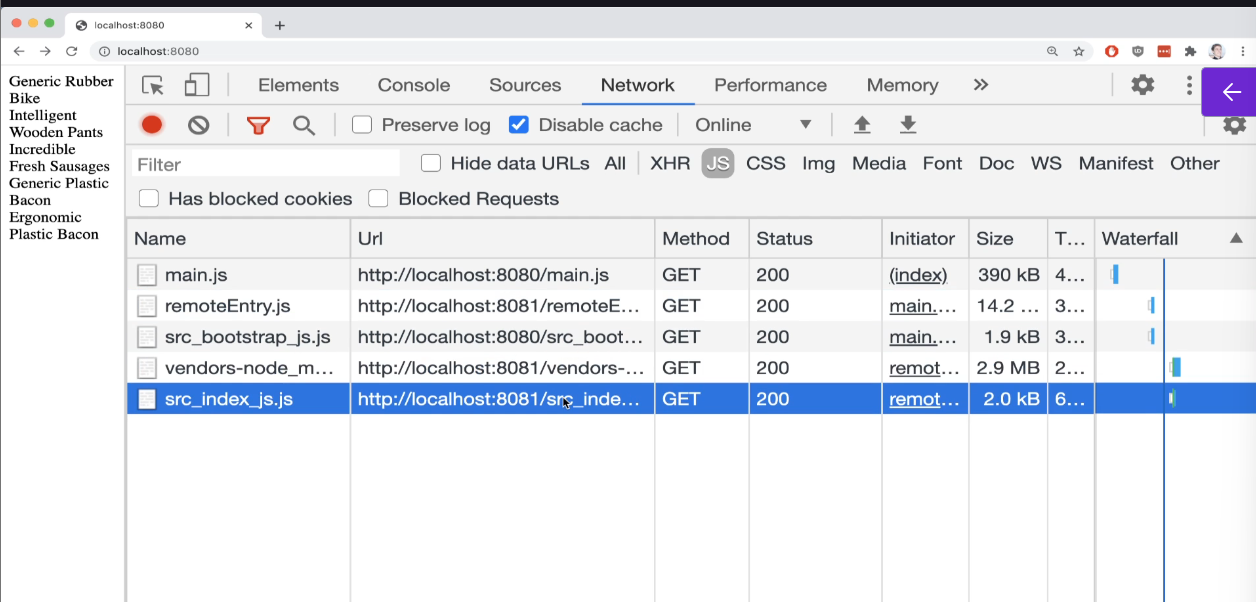 localhost:8080
localhost:8080
Generic Rubber
Bike
Intelligent
Wooden Pants
Incredible
Fresh Sausages
Generic Plastic
Bacon
Ergonomic
Plastic Bacon
Elements Console Sources Network Performance Memory
Preserve log Disable cache Online
Filter Hide data URLs All XHR JS CSS Img Media Font Doc WS Manifest Other
Has blocked cookies Blocked Requests
Name Url Method Status Initiator Size T... Waterfall
main.js http://localhost:8080/main.js GET 200 (index) 390 kB 4...
remoteEntry.js http://localhost:8081/remoteE... GET 200 main.... 14.2 ... 3...
src_bootstrap_js.js http://localhost:8080/src_boot... GET 200 main.... 1.9 kB 3...
vendors-node_m... http://localhost:8081/vendors-... GET 200 remot... 2.9 MB 2...
src_index_js.js http://localhost:8081/src_inde... GET 200 remot... 2.0 kB 6...